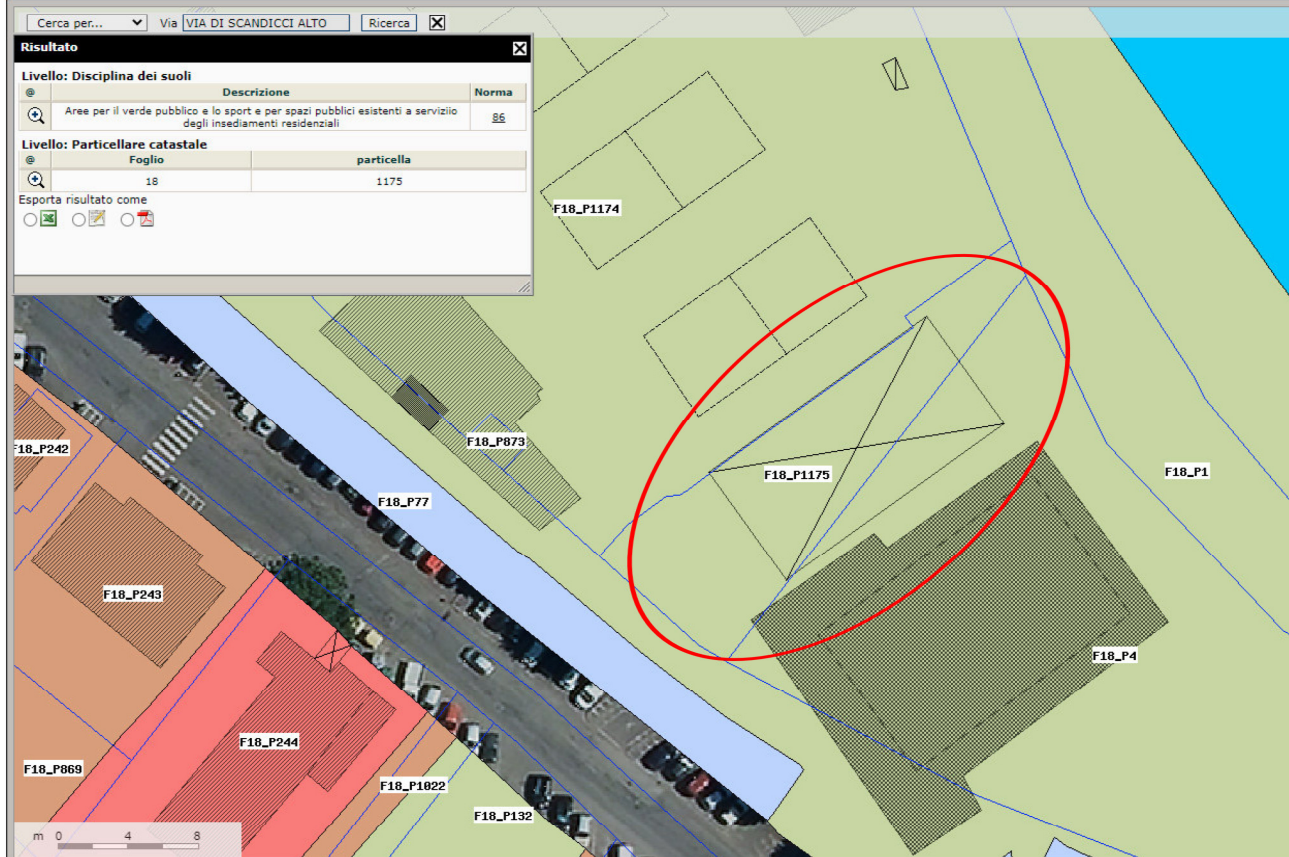 Cerca per... Via VIA DI SCANDICCI ALTO Ricerca
Risultato
Livello: Disciplina dei suoli
@ Descrizione Norma
Aree per il verde pubblico e lo sport e per spazi pubblici esistenti a serviziio
degli insediamenti residenziali
86
Livello: Particellare catastale
@ Foglio particella
18 1175
Esporta risultato come
F18_P1174
F18_P873
F18_P1175
F18_P1
F18_P242
F18_P77
F18_P243
F18_P4
F18_P244
F18_P869
F18_P1022
F18_P132
m 0 4 8